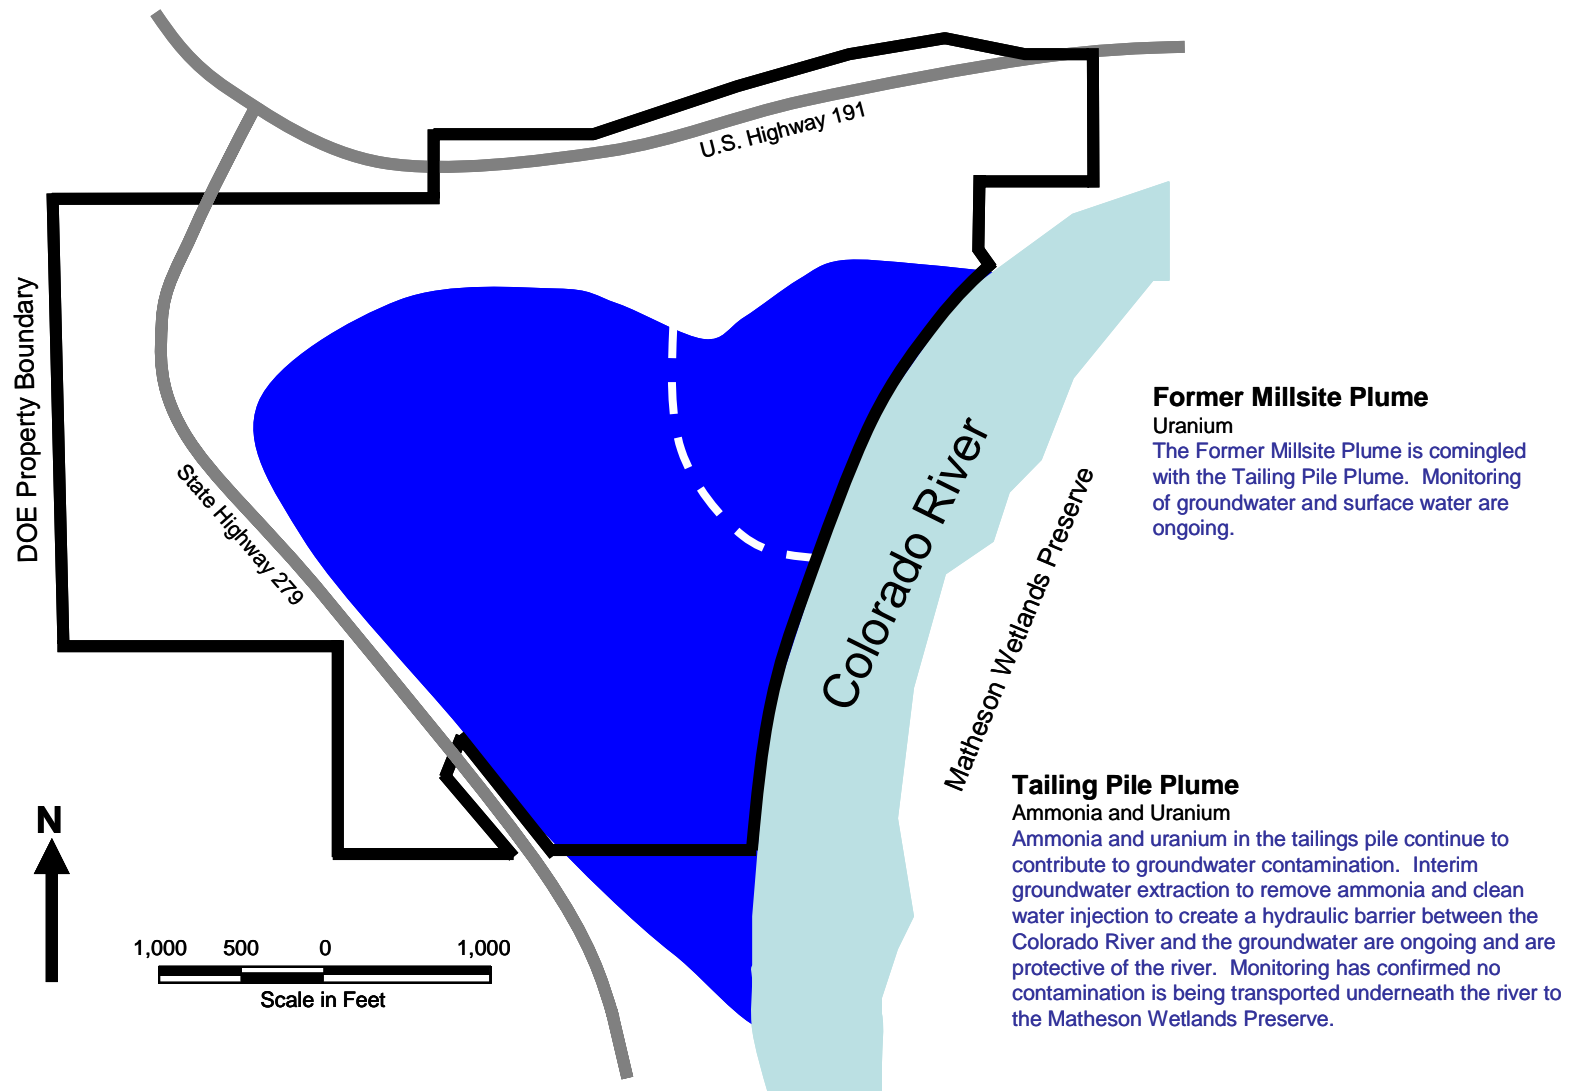 U.S. Highway 191
DOE Property Boundary
State Highway 279
Colorado River
Matheson Wetlands Preserve
Former Millsite Plume
Uranium
The Former Millsite Plume is comingled
with the Tailing Pile Plume. Monitoring
of groundwater and surface water are
ongoing.
Tailing Pile Plume
Ammonia and Uranium
Ammonia and uranium in the tailings pile continue to
contribute to groundwater contamination. Interim
groundwater extraction to remove ammonia and clean
water injection to create a hydraulic barrier between the
Colorado River and the groundwater are ongoing and are
protective of the river. Monitoring has confirmed no
contamination is being transported underneath the river to
the Matheson Wetlands Preserve.
N
1,000 500 0 1,000
Scale in Feet